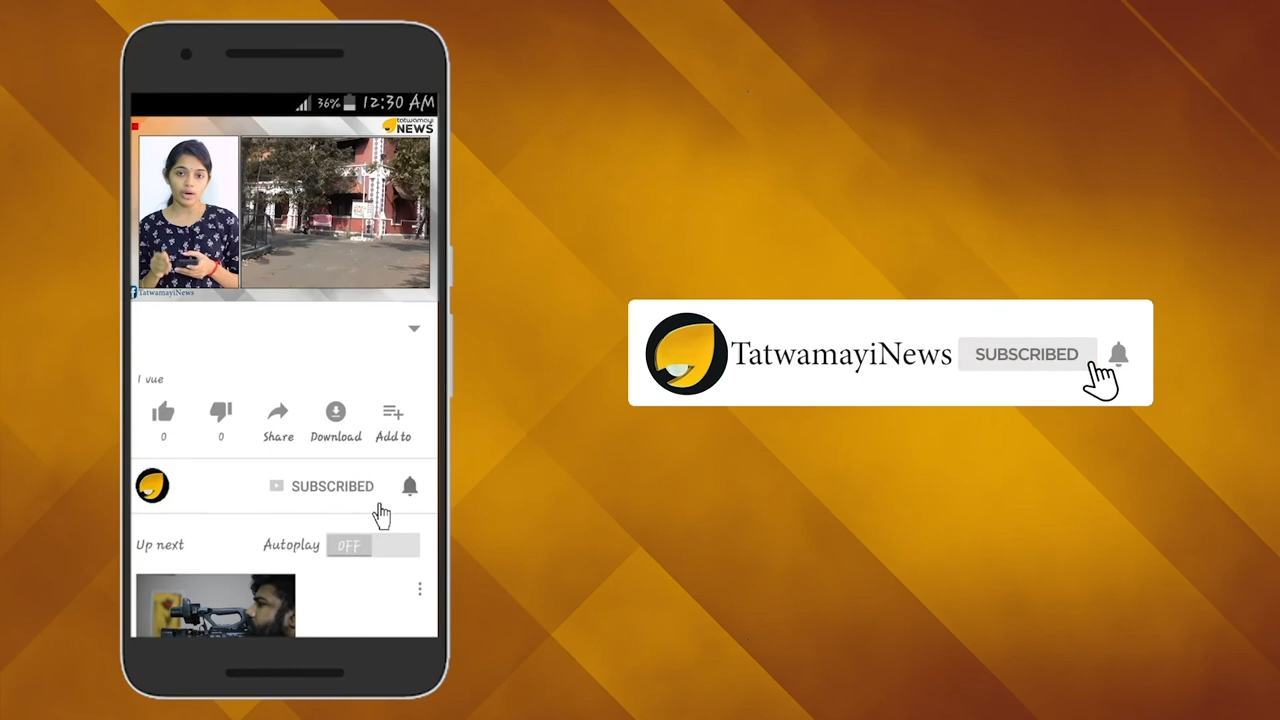 36% 12:30 AM
tatwamayi
NEWS
TatwamayiNews
1 vue
0 0 Share Download Add to
SUBSCRIBED
Up next Autoplay OFF
TatwamayiNews SUBSCRIBED